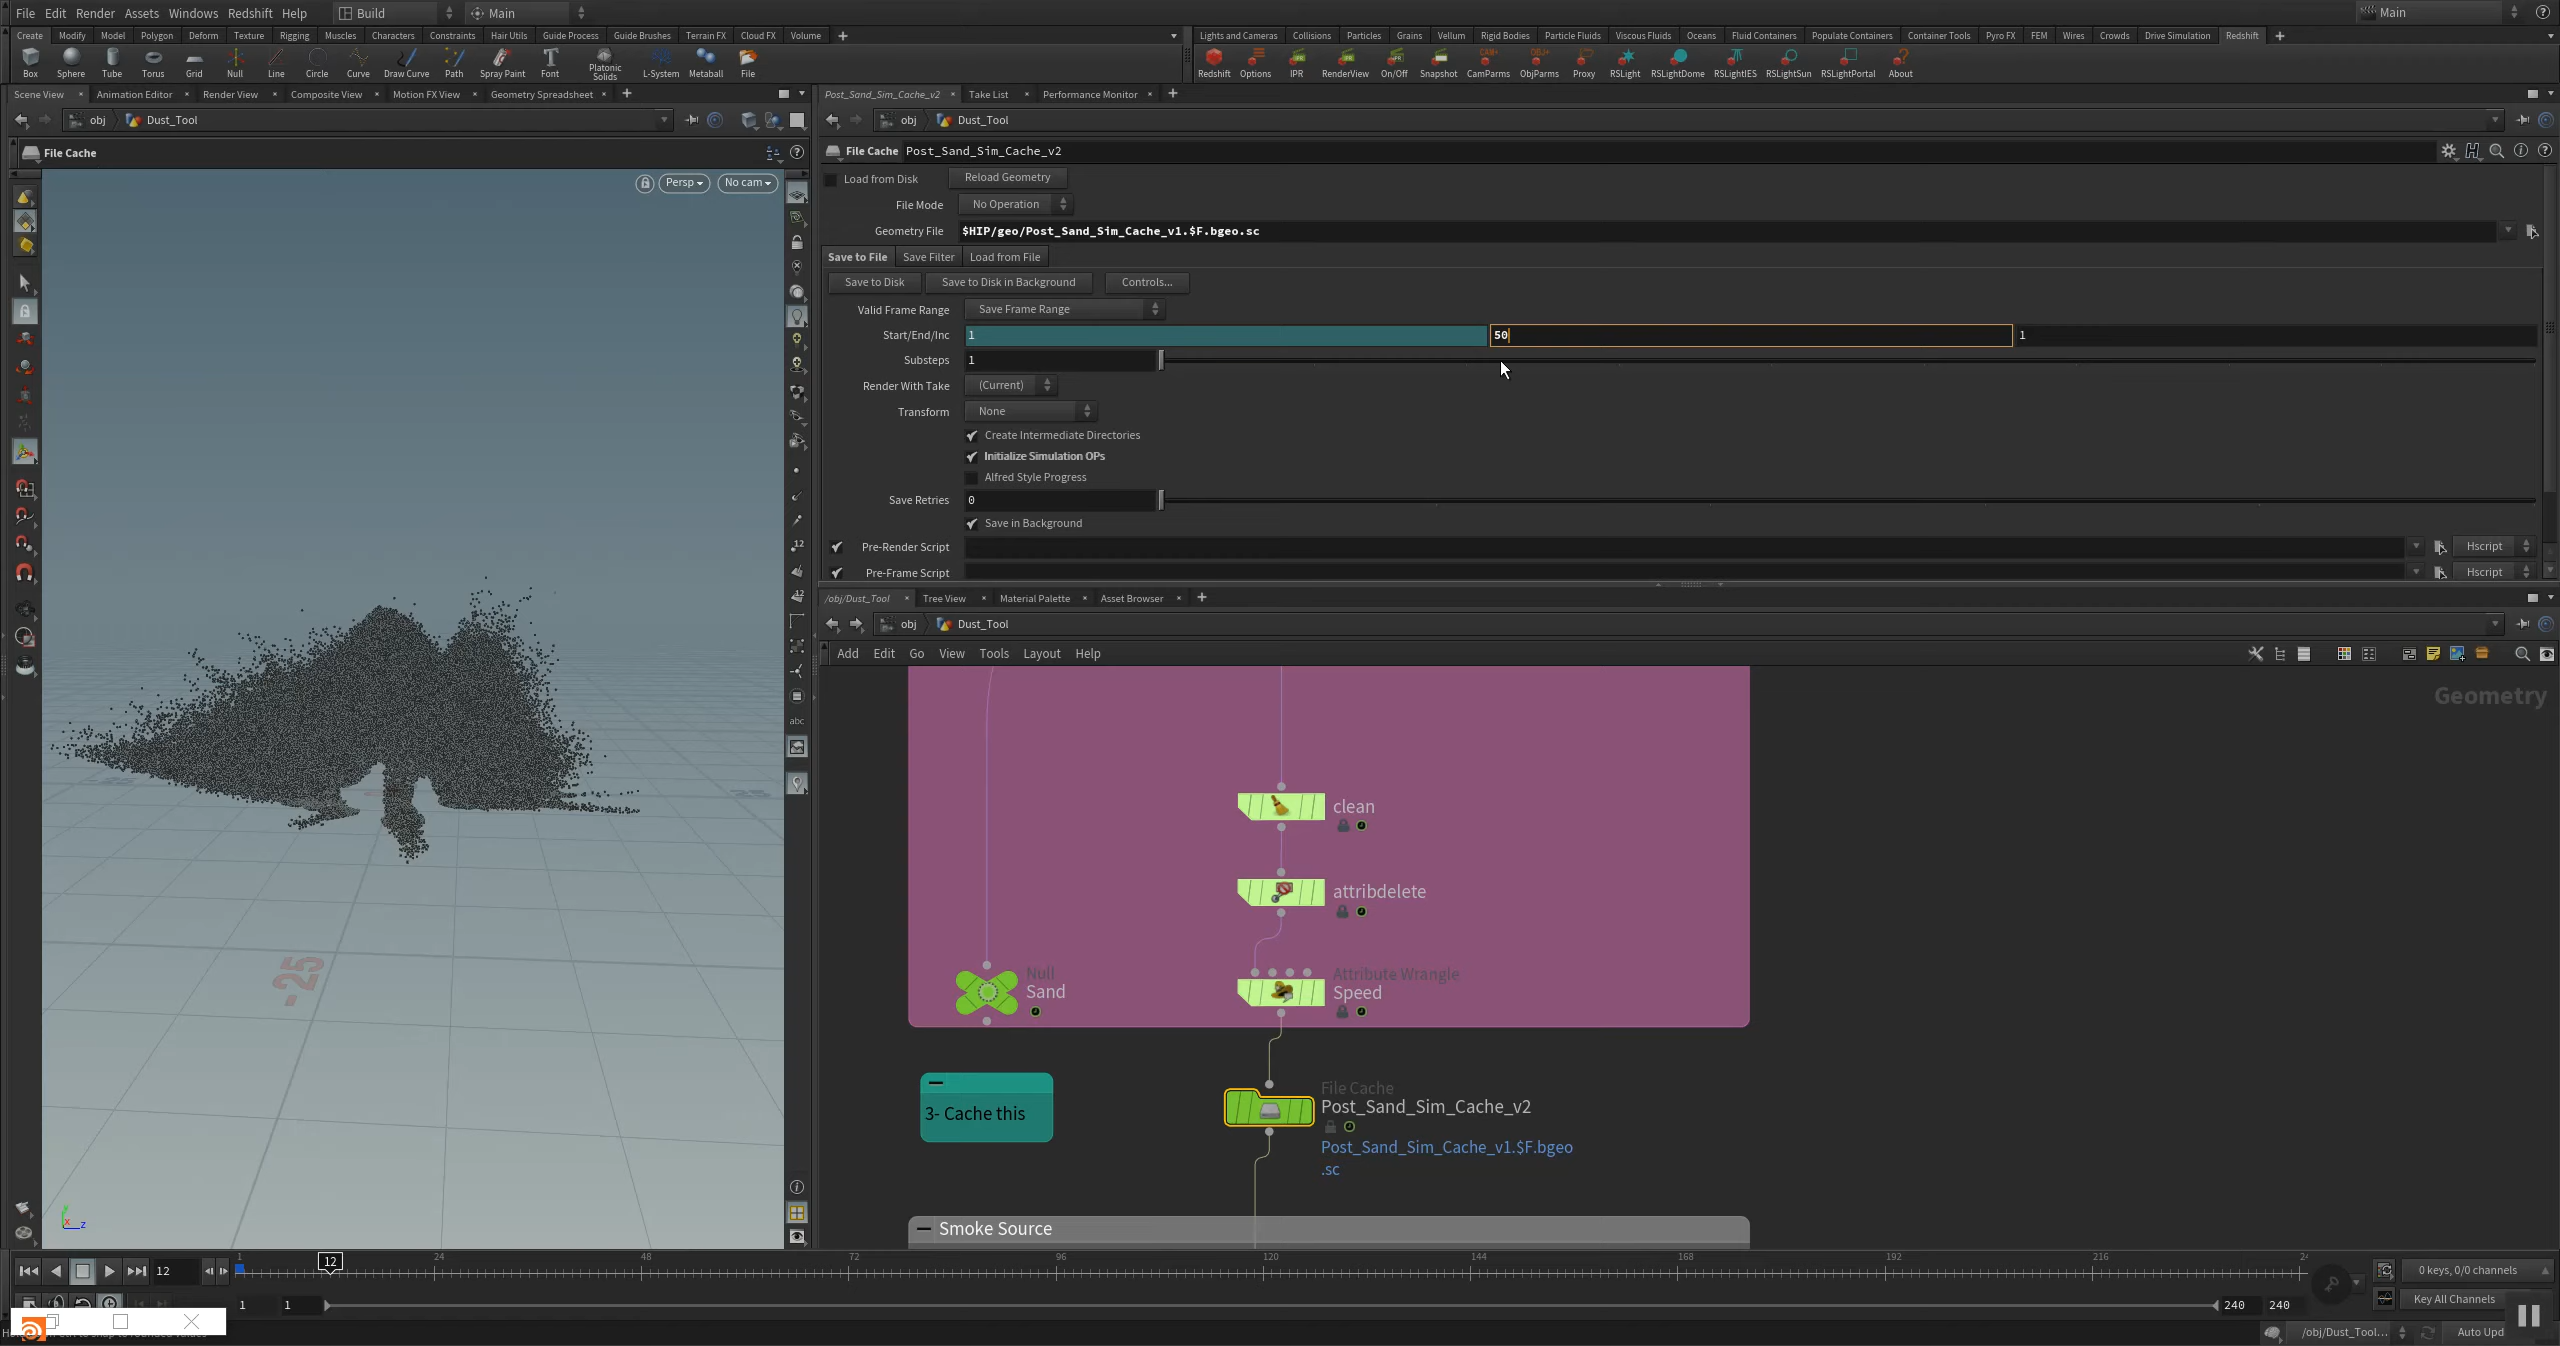 File Edit Render Assets Windows Redshift Help Build Main Main
Create Modify Model Polygon Deform Texture Rigging Muscles Characters Constraints Hair Utils Guide Process Guide Brushes Terrain FX Cloud FX Volume
Lights and Cameras Collisions Particles Grains Vellum Rigid Bodies Particle Fluids Viscous Fluids Oceans Fluid Containers Populate Containers Container Tools Pyro FX FEM Wires Crowds Drive Simulation Redshift
Box Sphere Tube Torus Grid Null Line Circle Curve Draw Curve Path Spray Paint Font Platonic Solids L-System Metaball File
Redshift Options IPR RenderView On/Off Snapshot CamParms ObjParms Proxy RSLight RSLightDome RSLightIES RSLightSun RSLightPortal About
Scene View Animation Editor Render View Composite View Motion FX View Geometry Spreadsheet
Post_Sand_Sim_Cache_v2 Take List Performance Monitor
obj Dust_Tool
obj Dust_Tool
File Cache
File Cache Post_Sand_Sim_Cache_v2
Persp No cam
Load from Disk Reload Geometry
File Mode No Operation
Geometry File $HIP/geo/Post_Sand_Sim_Cache_v1.$F.bgeo.sc
Save to File Save Filter Load from File
Save to Disk Save to Disk in Background Controls...
Valid Frame Range Save Frame Range
Start/End/Inc 1 50 1
Substeps 1
Render With Take (Current)
Transform None
Create Intermediate Directories
Initialize Simulation OPs
Alfred Style Progress
Save Retries 0
Save in Background
Pre-Render Script Hscript
Pre-Frame Script Hscript
/obj/Dust_Tool Tree View Material Palette Asset Browser
obj Dust_Tool
Add Edit Go View Tools Layout Help
Geometry
clean
attribdelete
Null
Sand
Attribute Wrangle
Speed
3- Cache this
File Cache
Post_Sand_Sim_Cache_v2
Post_Sand_Sim_Cache_v1.$F.bgeo
.sc
Smoke Source
abc
-25
y
x z
12
1 12 24 48 72 96 120 144 168 192 216
0 keys, 0/0 channels
1 1 240 240 Key All Channels
/obj/Dust_Tool... Auto Upd